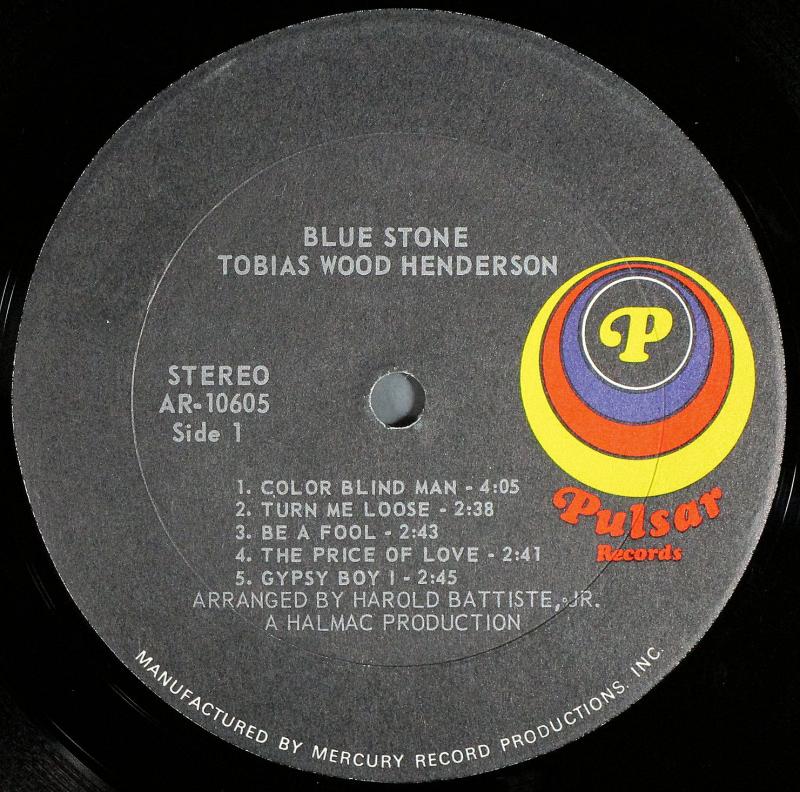 BLUE STONE
TOBIAS WOOD HENDERSON
P
STEREO
AR-10605
Side 1
1. COLOR BLIND MAN - 4:05
2. TURN ME LOOSE - 2:38
3. BE A FOOL - 2:43
4. THE PRICE OF LOVE - 2:41
5. GYPSY BOY I - 2:45
Pulsar
Records
ARRANGED BY HAROLD BATTISTE, JR.
A HALMAC PRODUCTION
MANUFACTURED BY MERCURY RECORD PRODUCTIONS, INC.